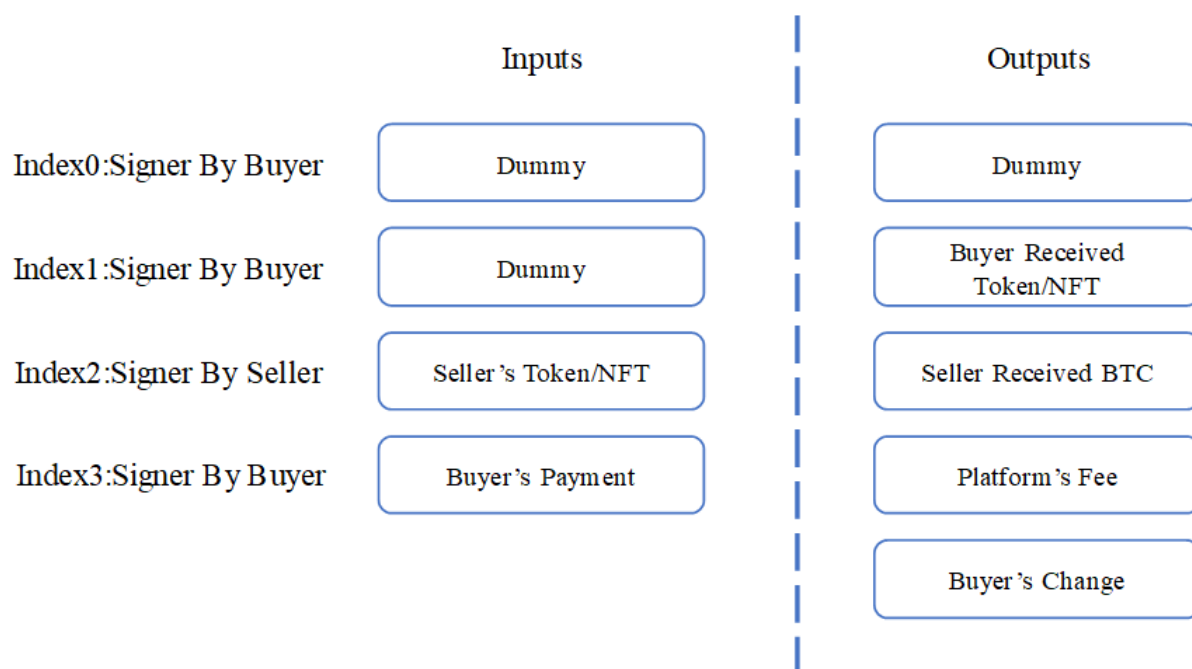 Inputs
Outputs
Index0:Signer By Buyer
Dummy
Dummy
Index1:Signer By Buyer
Dummy
Buyer Received
Token/NFT
Index2:Signer By Seller
Seller’s Token/NFT
Seller Received BTC
Index3:Signer By Buyer
Buyer’s Payment
Platform’s Fee
Buyer’s Change